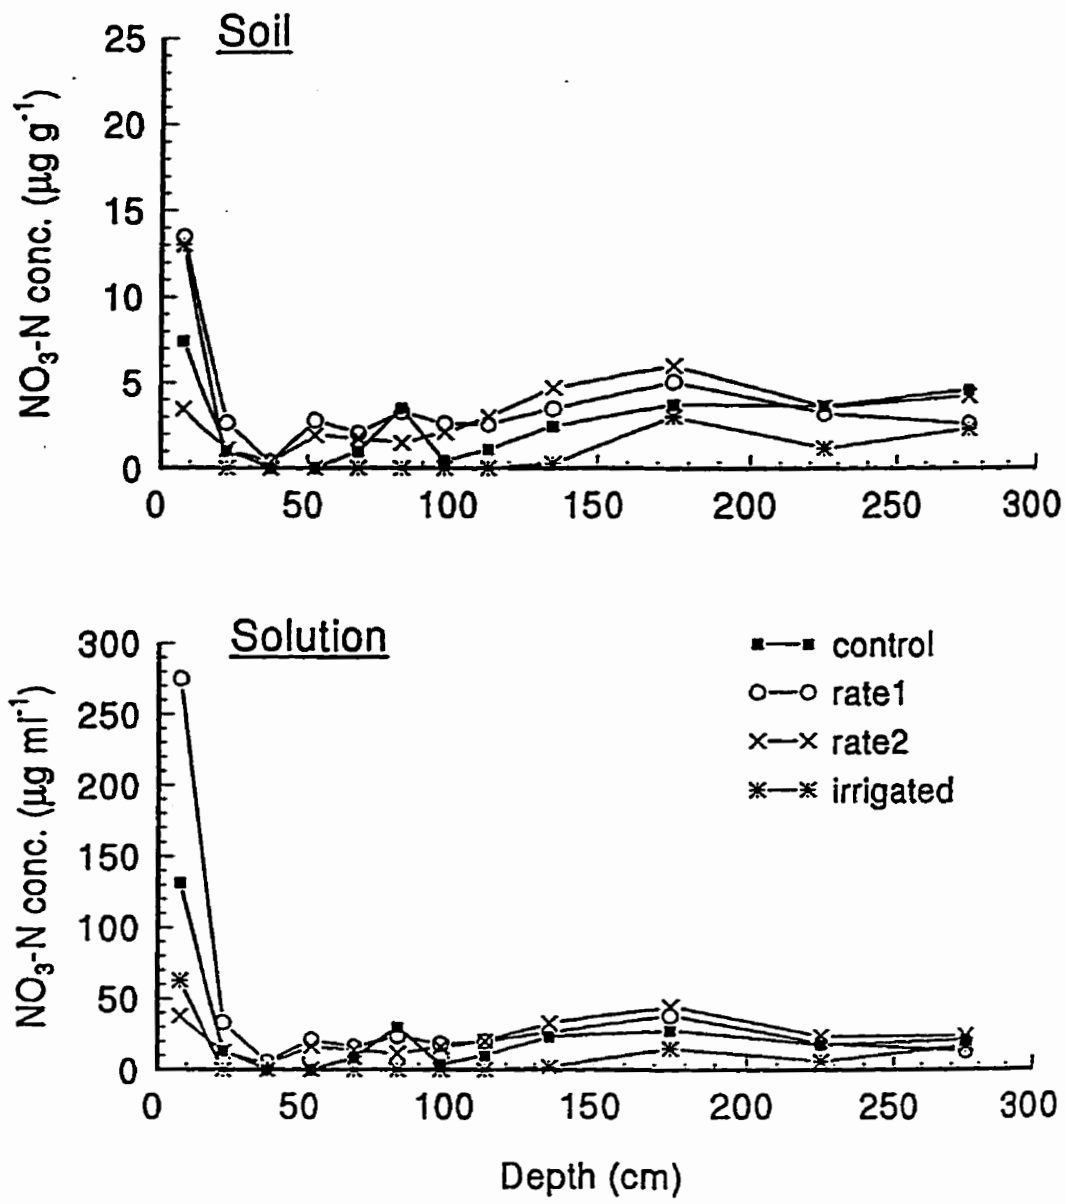 Soil
NO₃-N conc. (µg g⁻¹)
25
20
15
10
5
0
0 50 100 150 200 250 300
Solution
NO₃-N conc. (µg ml⁻¹)
300
250
200
150
100
50
0
0 50 100 150 200 250 300
control
rate1
rate2
irrigated
Depth (cm)